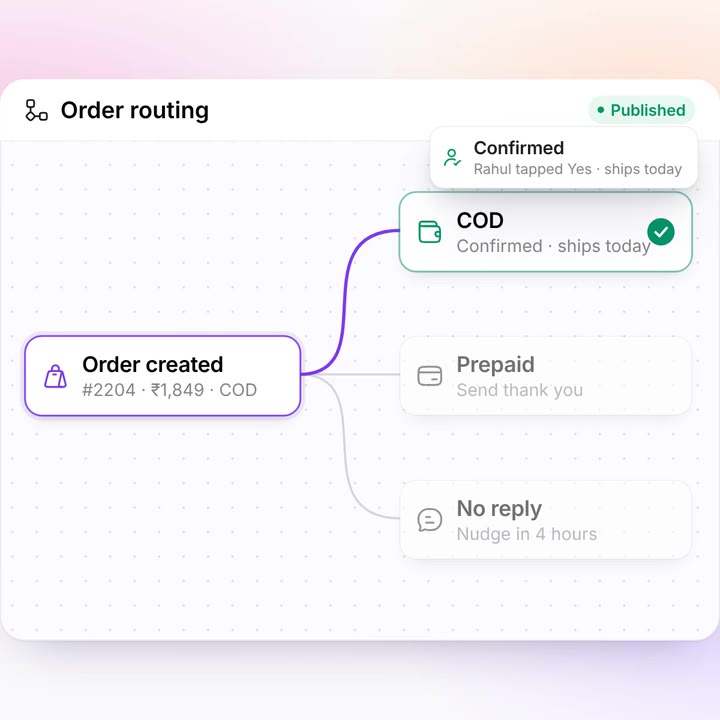 Order routing
Published
Confirmed
Rahul tapped Yes · ships today
COD
Confirmed · ships today
Order created
#2204 · ₹1,849 · COD
Prepaid
Send thank you
No reply
Nudge in 4 hours